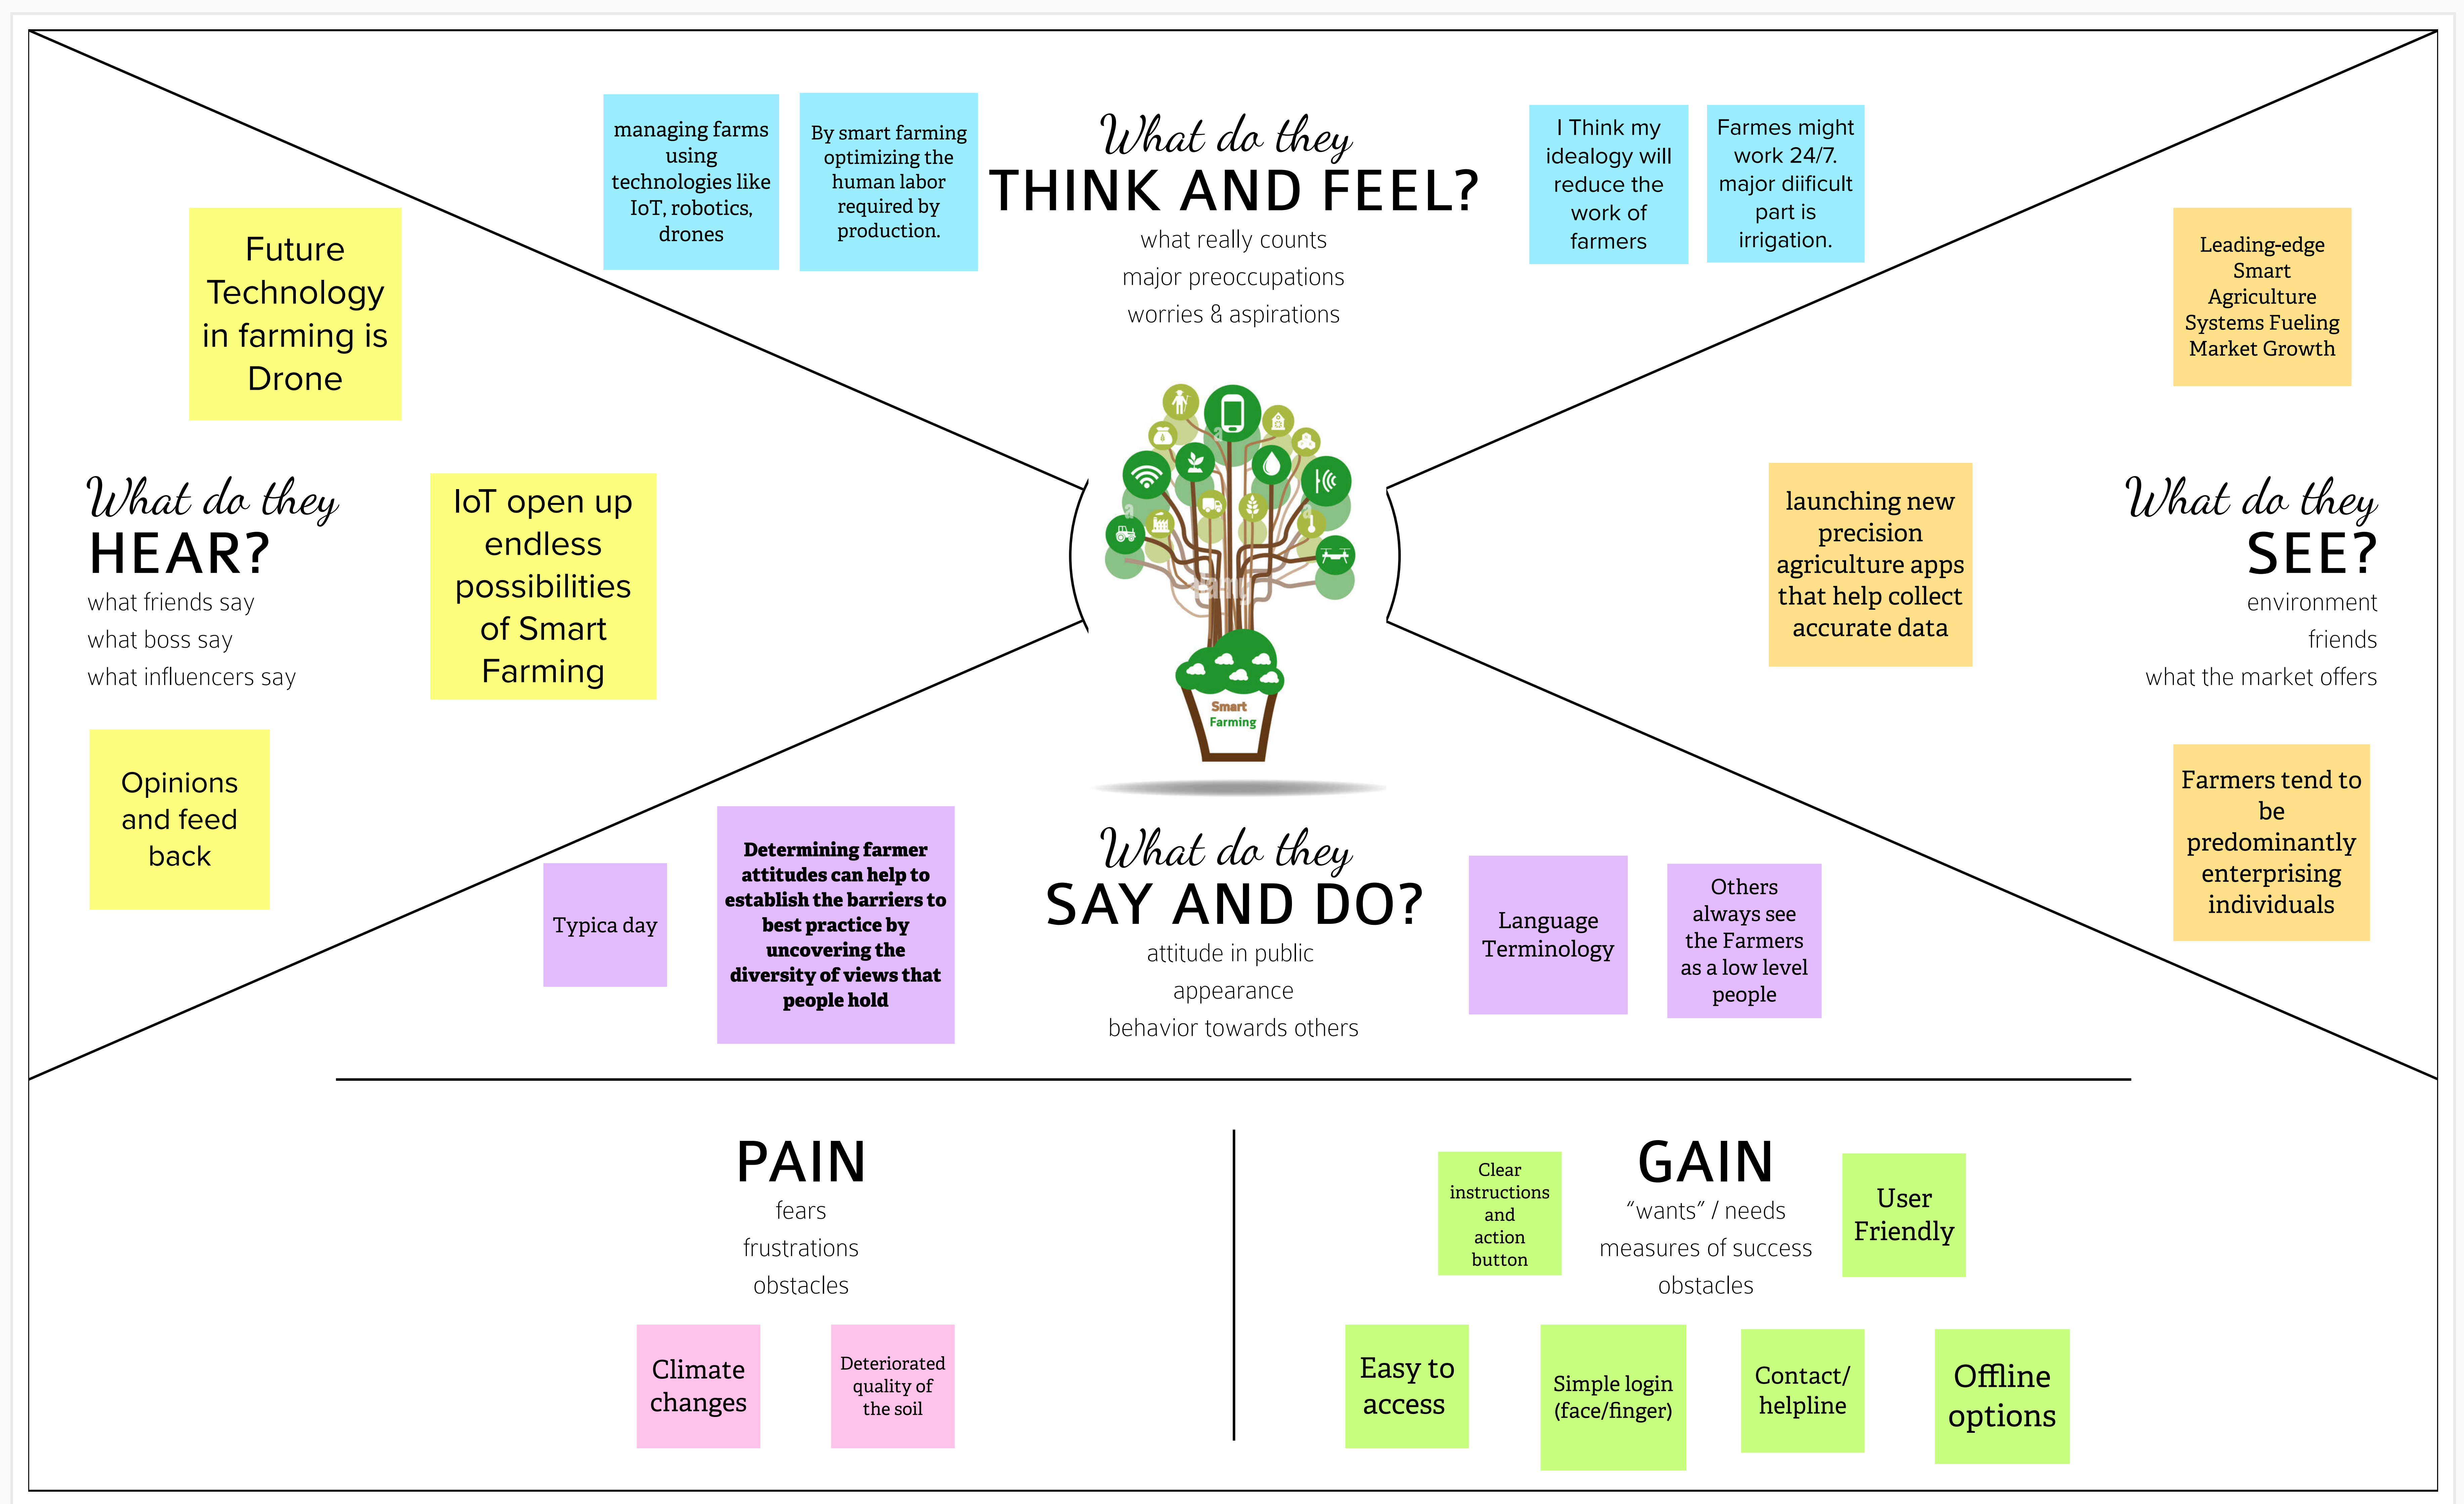 managing farms
using
technologies like
IoT, robotics,
drones
By smart farming
optimizing the
human labor
required by
production.
What do they
THINK AND FEEL?
what really counts
major preoccupations
worries & aspirations
I Think my
idealogy will
reduce the
work of
farmers
Farmes might
work 24/7.
major diificult
part is
irrigation.
Future
Technology
in farming is
Drone
What do they
HEAR?
what friends say
what boss say
what influencers say
IoT open up
endless
possibilities
of Smart
Farming
Opinions
and feed
back
a
a
a
Smart
Farming
Leading-edge
Smart
Agriculture
Systems Fueling
Market Growth
launching new
precision
agriculture apps
that help collect
accurate data
What do they
SEE?
environment
friends
what the market offers
Farmers tend to
be
predominantly
enterprising
individuals
Typica day
Determining farmer
attitudes can help to
establish the barriers to
best practice by
uncovering the
diversity of views that
people hold
What do they
SAY AND DO?
attitude in public
appearance
behavior towards others
Language
Terminology
Others
always see
the Farmers
as a low level
people
PAIN
fears
frustrations
obstacles
Climate
changes
Deteriorated
quality of
the soil
GAIN
“wants” / needs
measures of success
obstacles
Clear
instructions
and
action
button
User
Friendly
Easy to
access
Simple login
(face/finger)
Contact/
helpline
Offline
options